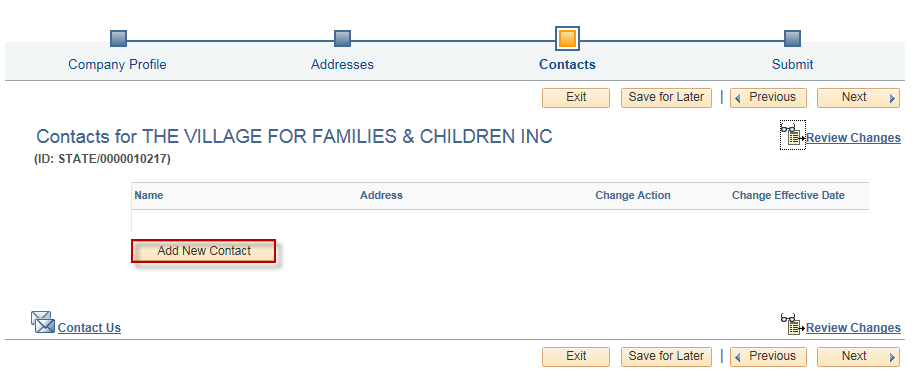 Company Profile Addresses Contacts Submit
Exit Save for Later | Previous Next
Contacts for THE VILLAGE FOR FAMILIES & CHILDREN INC
Review Changes
(ID: STATE/0000010217)
Name Address Change Action Change Effective Date
Add New Contact
Contact Us Review Changes
Exit Save for Later | Previous Next